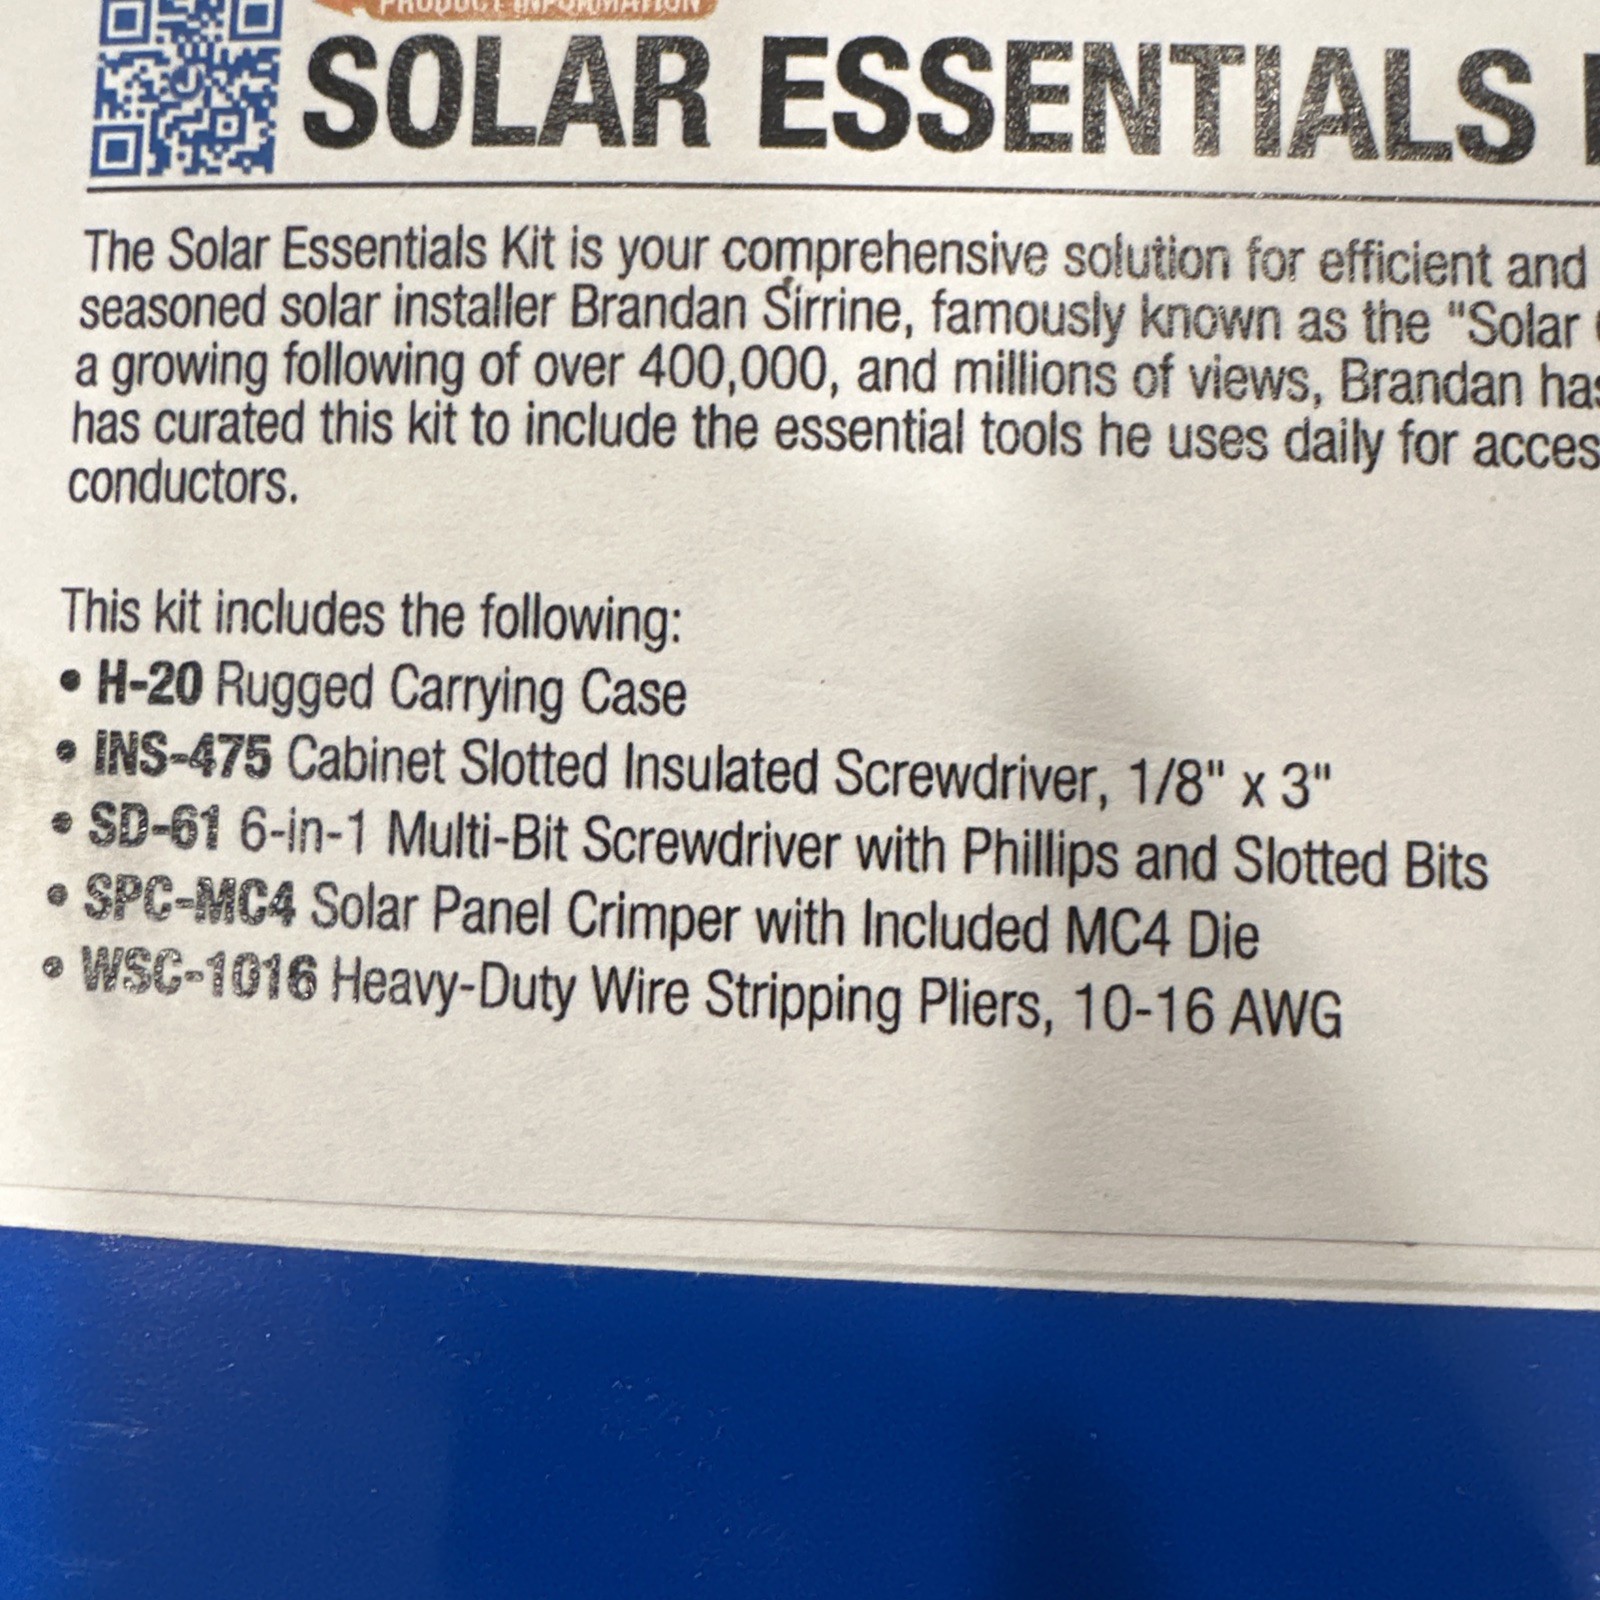 PRODUCT INFORMATION
SOLAR ESSENTIALS
The Solar Essentials Kit is your comprehensive solution for efficient and
seasoned solar installer Brandan Sirrine, famously known as the "Solar
a growing following of over 400,000, and millions of views, Brandan has
has curated this kit to include the essential tools he uses daily for acces
conductors.
This kit includes the following:
• H-20 Rugged Carrying Case
• INS-475 Cabinet Slotted Insulated Screwdriver, 1/8" x 3"
• SD-61 6-in-1 Multi-Bit Screwdriver with Phillips and Slotted Bits
• SPC-MC4 Solar Panel Crimper with Included MC4 Die
• WSC-1016 Heavy-Duty Wire Stripping Pliers, 10-16 AWG